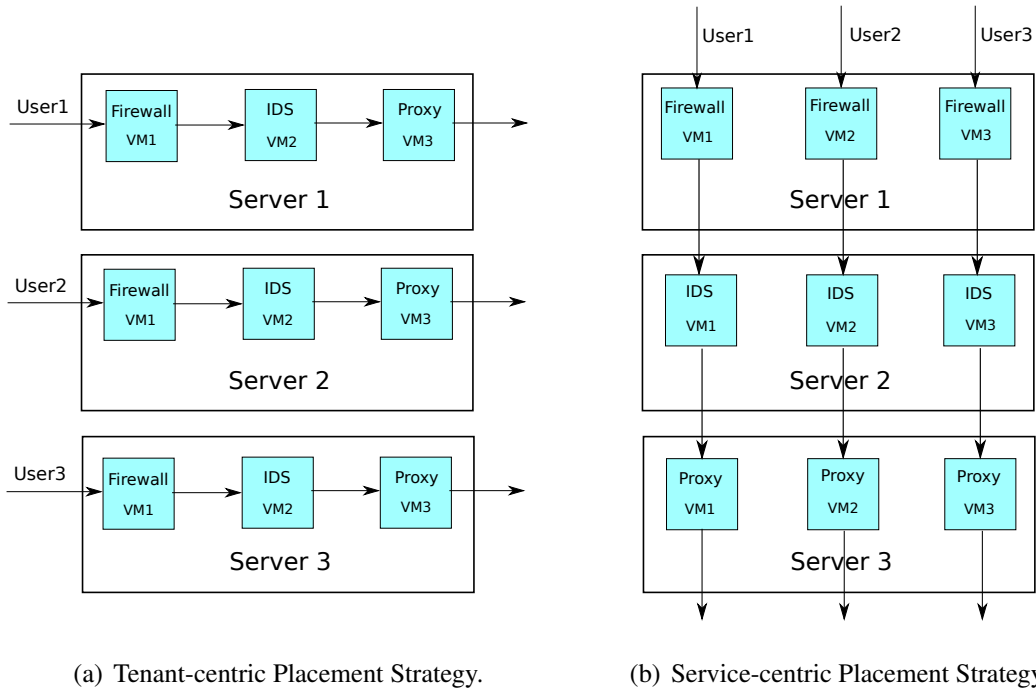 User1
Firewall
VM1
IDS
VM2
Proxy
VM3
Server 1
User2
Firewall
VM1
IDS
VM2
Proxy
VM3
Server 2
User3
Firewall
VM1
IDS
VM2
Proxy
VM3
Server 3
(a) Tenant-centric Placement Strategy.
User1
User2
User3
Firewall
VM1
Firewall
VM2
Firewall
VM3
Server 1
IDS
VM1
IDS
VM2
IDS
VM3
Server 2
Proxy
VM1
Proxy
VM2
Proxy
VM3
Server 3
(b) Service-centric Placement Strategy